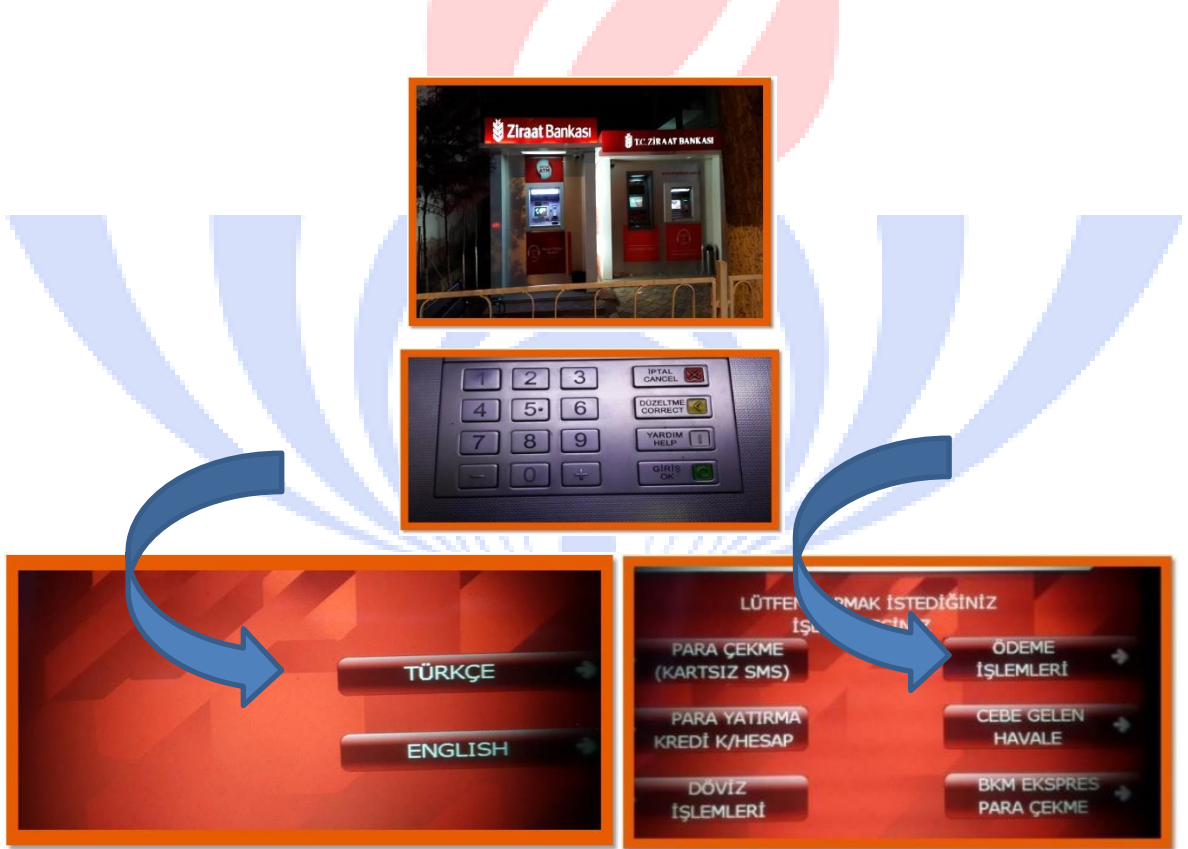 Ziraat Bankası
T.C. ZİRAAT BANKASI
ATM
1 2 3 İPTAL CANCEL
4 5 6 DÜZELTME CORRECT
7 8 9 YARDIM HELP
- 0 + GİRİŞ OK
TÜRKÇE
ENGLISH
LÜTFEN İSTEDİĞİNİZ
PARA ÇEKME
(KARTSIZ SMS)
ÖDEME
İŞLEMLERİ
PARA YATIRMA
KREDİ K/HESAP
CEBE GELEN
HAVALE
DÖVİZ
İŞLEMLERİ
BKM EKSPRES
PARA ÇEKME